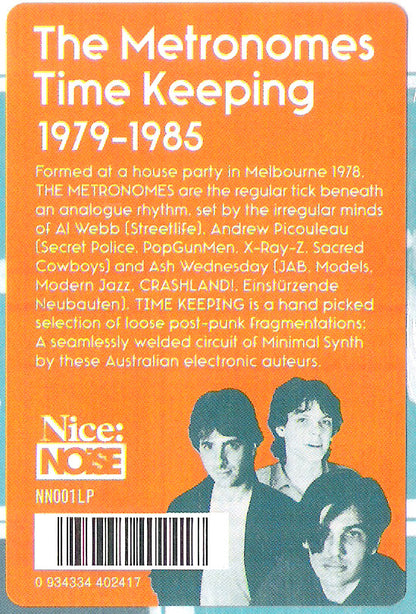 The Metronomes
Time Keeping
1979-1985
Formed at a house party in Melbourne 1978.
THE METRONOMES are the regular tick beneath
an analogue rhythm, set by the irregular minds
of Al Webb (Streetlife), Andrew Picouleau
(Secret Police, PopGunMen, X-Ray-Z, Sacred
Cowboys) and Ash Wednesday (JAB, Models,
Modern Jazz, CRASHLAND!, Einstürzende
Neubauten). TIME KEEPING is a hand picked
selection of loose post-punk fragmentations:
A seamlessly welded circuit of Minimal Synth
by these Australian electronic auteurs.
Nice:
NOISE
NN001LP
0 934334 402417